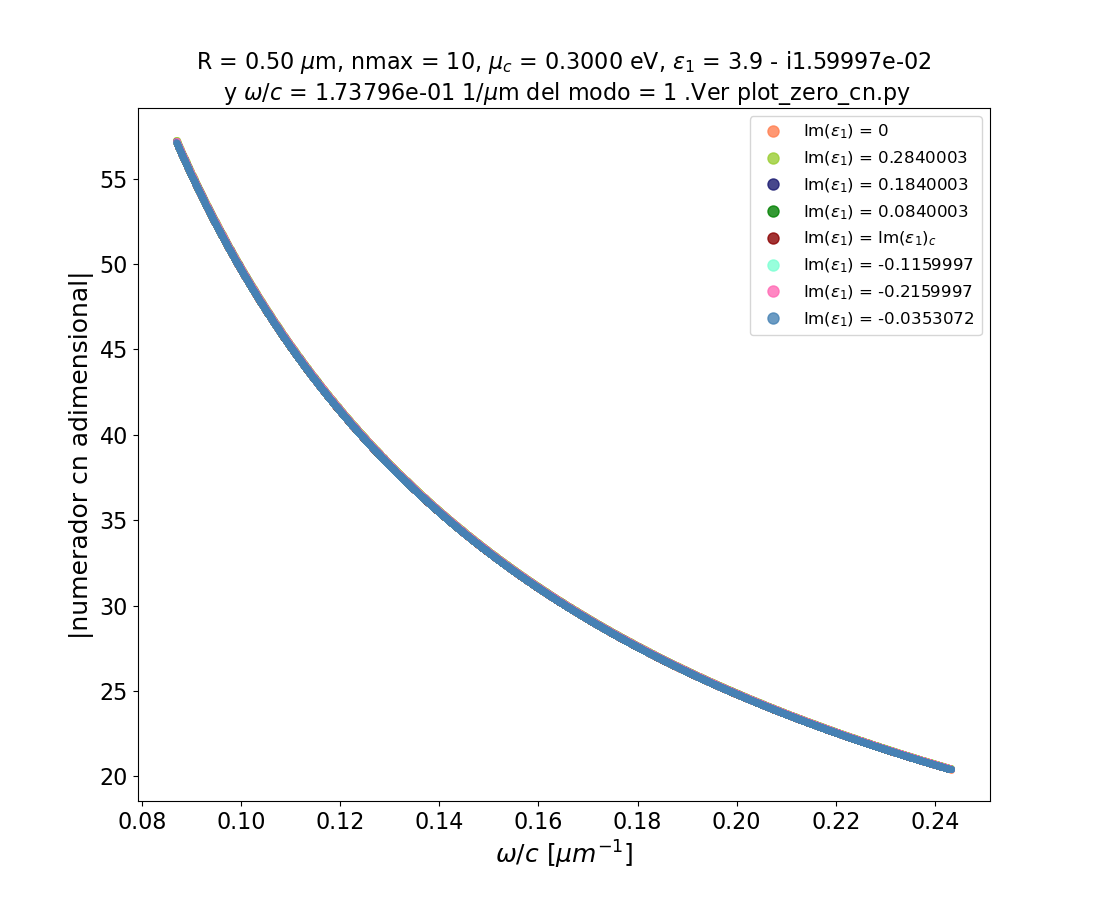 R = 0.50 μm, nmax = 10, μ_c = 0.3000 eV, ε₁ = 3.9 - i1.59997e-02
y ω/c = 1.73796e-01 1/μm del modo = 1 .Ver plot_zero_cn.py
Im(ε₁) = 0
Im(ε₁) = 0.2840003
Im(ε₁) = 0.1840003
Im(ε₁) = 0.0840003
Im(ε₁) = Im(ε₁)_c
Im(ε₁) = -0.1159997
Im(ε₁) = -0.2159997
Im(ε₁) = -0.0353072
|numerador cn adimensional|
55
50
45
40
35
30
25
20
0.08 0.10 0.12 0.14 0.16 0.18 0.20 0.22 0.24
ω/c [μm⁻¹]